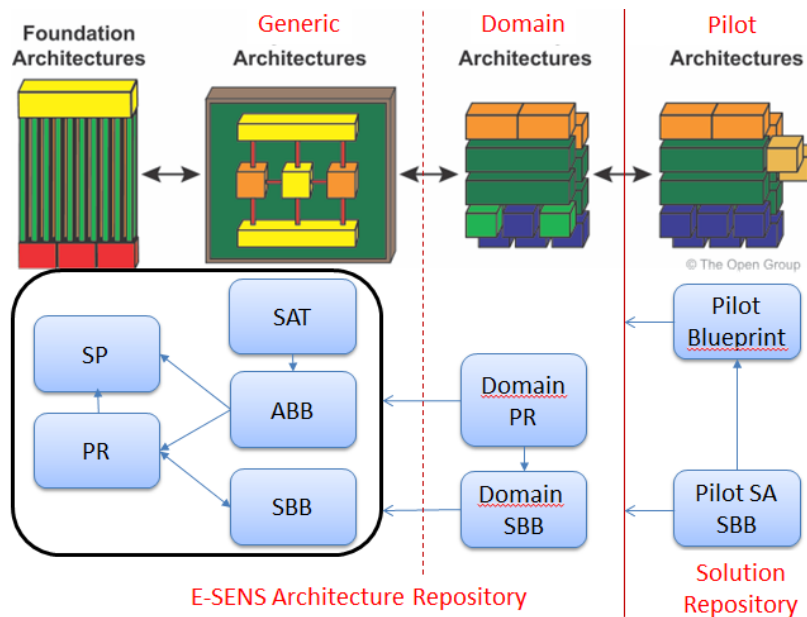 Generic
Domain
Pilot
Foundation
Architectures
Architectures
Architectures
Architectures
© The Open Group
SAT
SP
ABB
PR
SBB
Domain
PR
Domain
SBB
Pilot
Blueprint
Pilot SA
SBB
E-SENS Architecture Repository
Solution
Repository